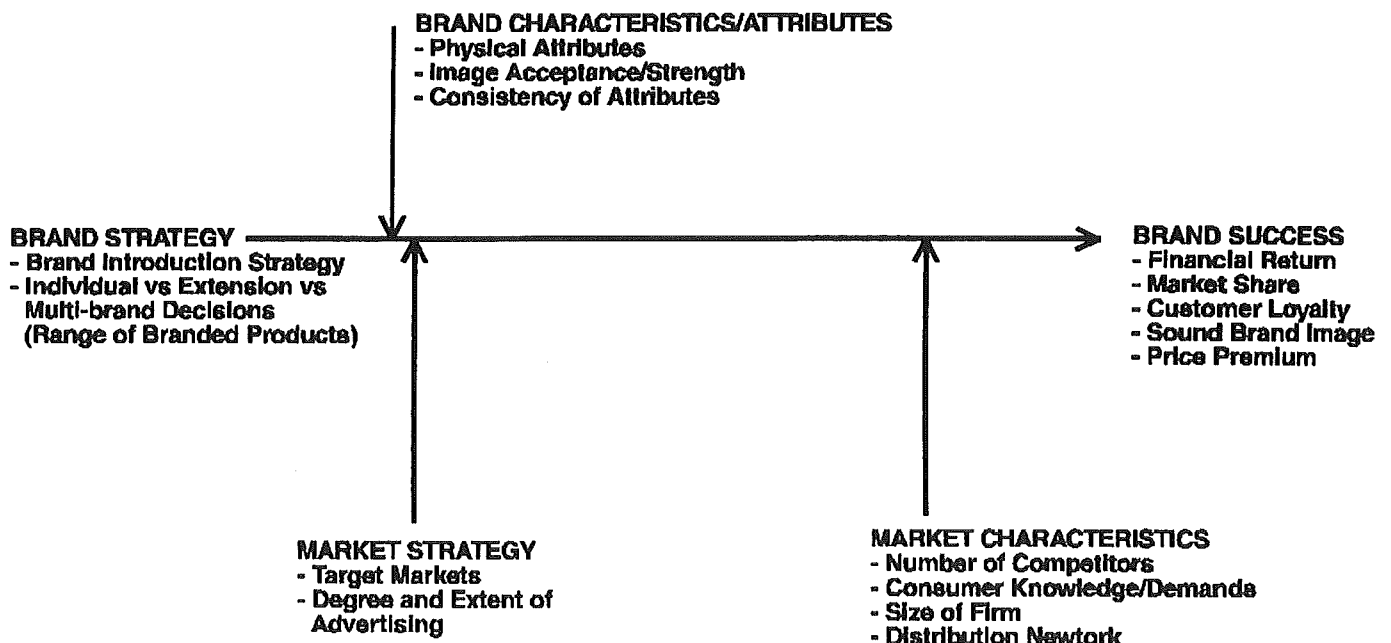 BRAND CHARACTERISTICS/ATTRIBUTES
- Physical Attributes
- Image Acceptance/Strength
- Consistency of Attributes
BRAND STRATEGY
- Brand Introduction Strategy
- Individual vs Extension vs
Multi-brand Decisions
(Range of Branded Products)
BRAND SUCCESS
- Financial Return
- Market Share
- Customer Loyalty
- Sound Brand Image
- Price Premium
MARKET STRATEGY
- Target Markets
- Degree and Extent of
Advertising
MARKET CHARACTERISTICS
- Number of Competitors
- Consumer Knowledge/Demands
- Size of Firm
- Distribution Newtork